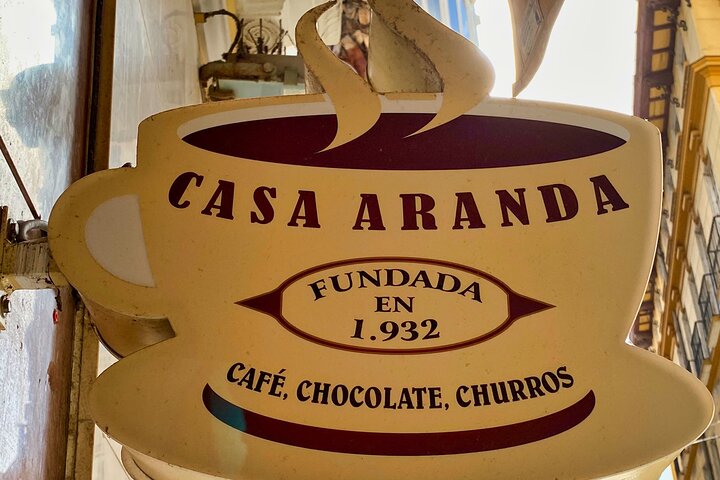 CASA ARANDA
FUNDADA
EN
1.932
CAFÉ, CHOCOLATE, CHURROS